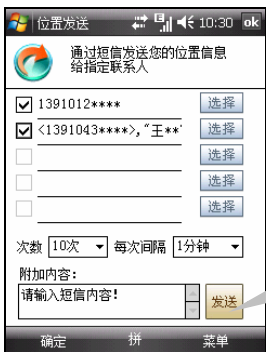 位置发送 10:30 ok
通过短信发送您的位置信息
给指定联系人
1391012**** 选择
<1391043****>,"王** 选择
选择
选择
选择
次数 10次 每次间隔 1分钟
附加内容:
请输入短信内容! 发送
确定 拼 菜单